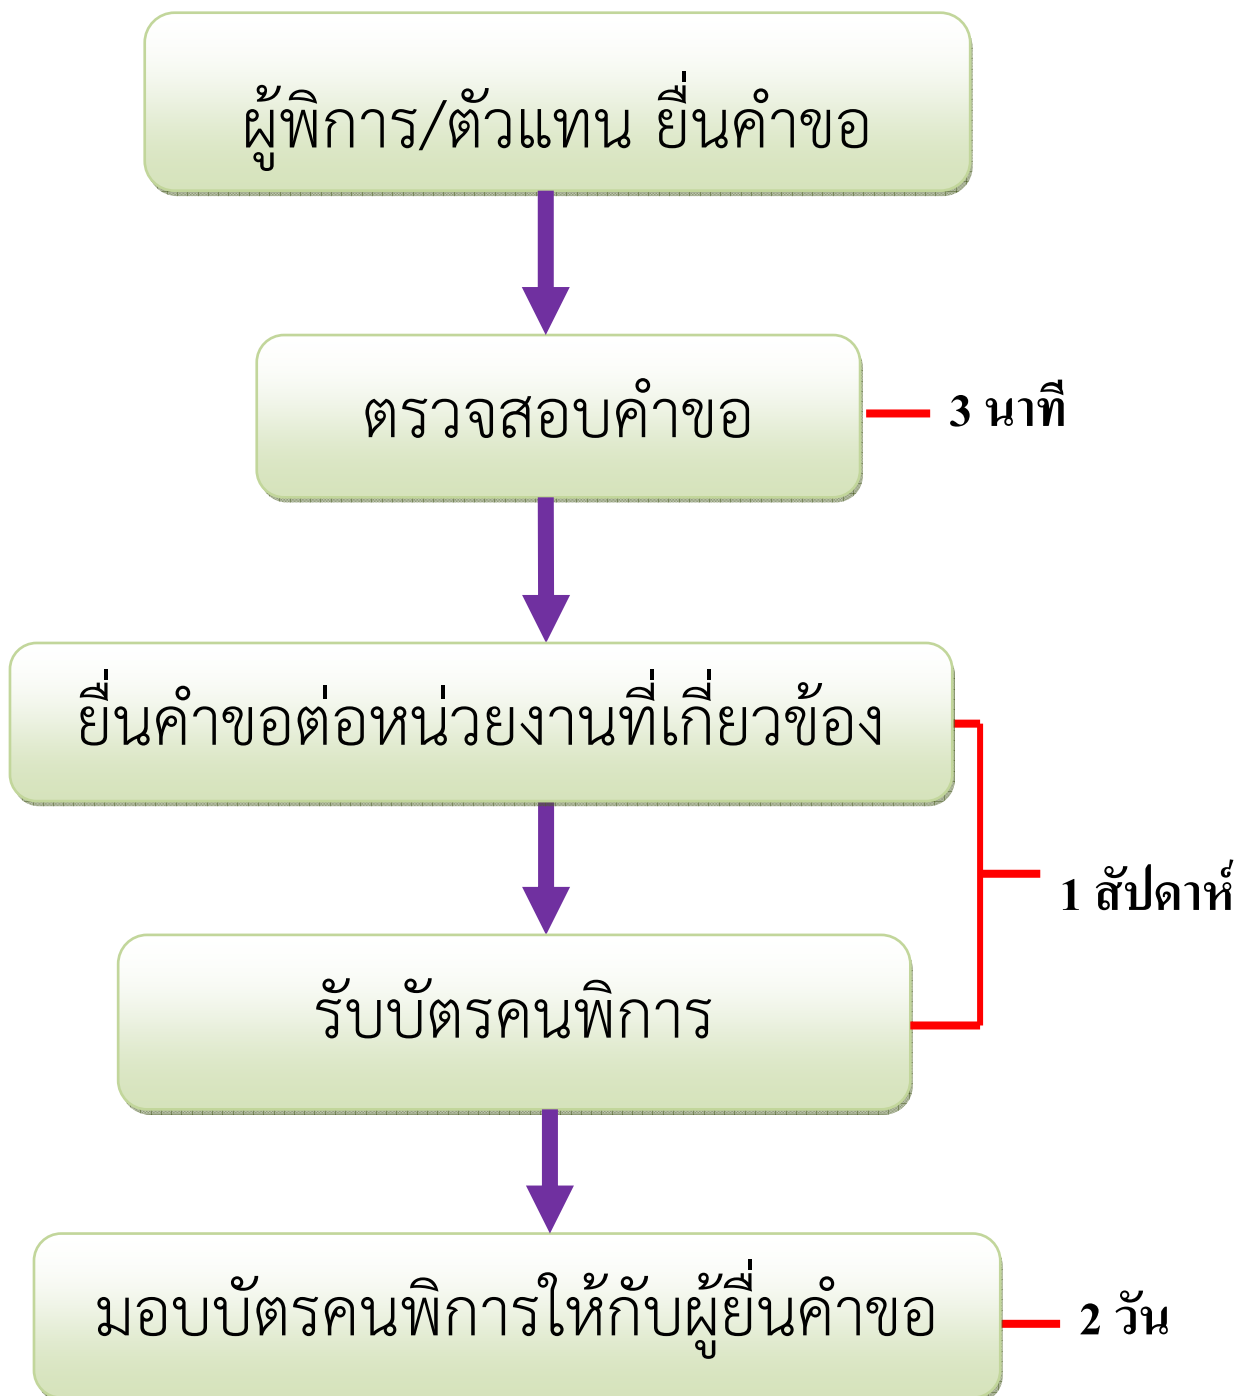 ผู้พิการ/ตัวแทน ยื่นคำขอ
ตรวจสอบคำขอ
3 นาที
ยื่นคำขอต่อหน่วยงานที่เกี่ยวข้อง
1 สัปดาห์
รับบัตรคนพิการ
มอบบัตรคนพิการให้กับผู้ยื่นคำขอ
2 วัน